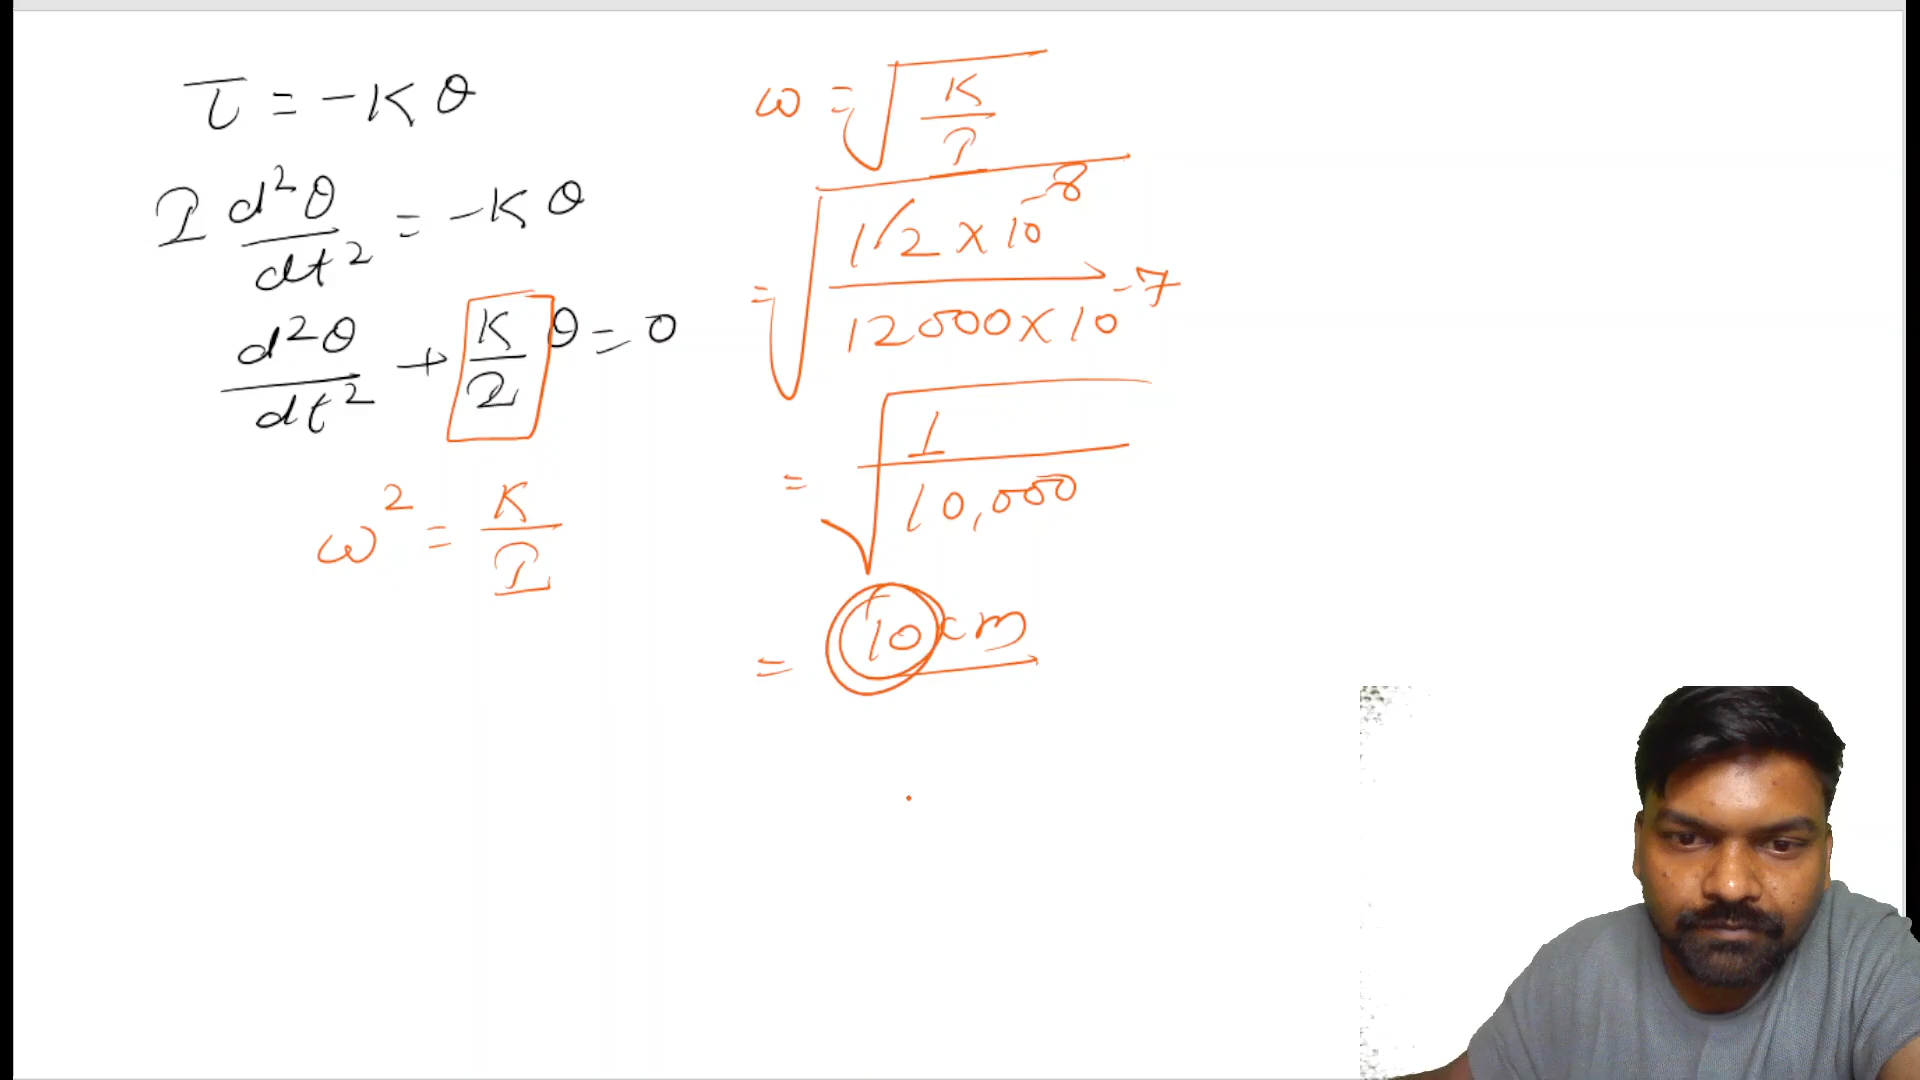 τ = -Kθ
I d²θ/dt² = -Kθ
d²θ/dt² + K/I θ = 0
ω² = K/I
ω = √(K/I)
= √(1/2 × 10⁻⁸ / 12000 × 10⁻⁷)
= √(1/10,000)
= 10 cm